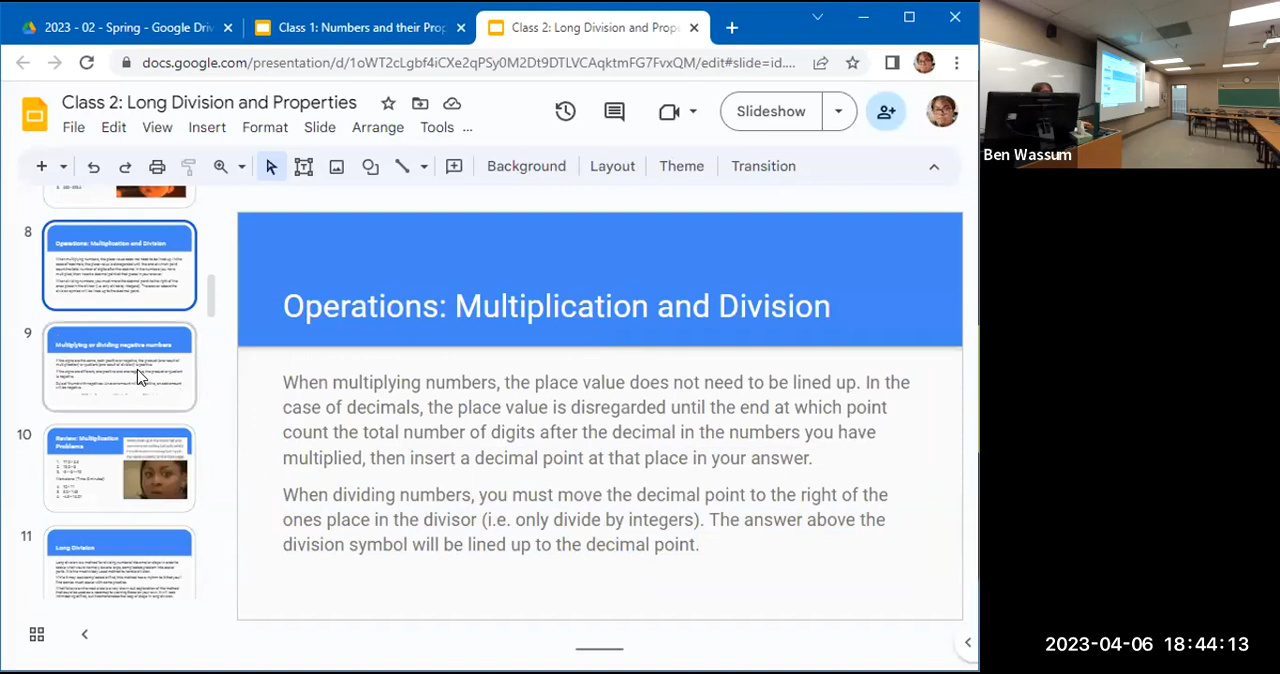 2023 - 02 - Spring - Google Driv
Class 1: Numbers and their Prop
Class 2: Long Division and Prope
docs.google.com/presentation/d/1oWT2cLgbf4iCXe2qPSy0M2Dt9DTLVCAqktmFG7FvxQM/edit#slide=id....
Class 2: Long Division and Properties
File Edit View Insert Format Slide Arrange Tools ...
Slideshow
Background Layout Theme Transition
8
Operations: Multiplication and Division
9
Multiplying or dividing negative numbers
10
Review: Multiplication
Problems
11
Long Division
Operations: Multiplication and Division
When multiplying numbers, the place value does not need to be lined up. In the
case of decimals, the place value is disregarded until the end at which point
count the total number of digits after the decimal in the numbers you have
multiplied, then insert a decimal point at that place in your answer.
When dividing numbers, you must move the decimal point to the right of the
ones place in the divisor (i.e. only divide by integers). The answer above the
division symbol will be lined up to the decimal point.
Ben Wassum
2023-04-06 18:44:13